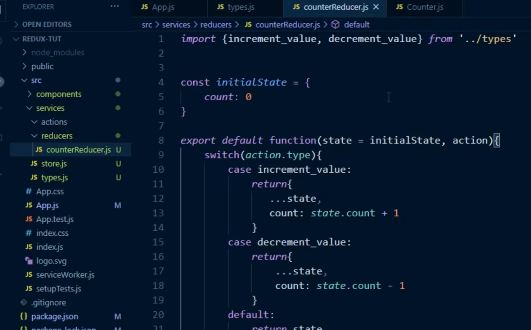 EXPLORER
...
JS App.js
JS types.js
JS counterReducer.js ×
JS Counter.js
src > services > reducers > JS counterReducer.js > default
> OPEN EDITORS
REDUX-TUT
> node_modules
> public
src
> components
services
actions
reducers
JS counterReducer.js U
JS store.js U
JS types.js U
# App.css
JS App.js M
JS App.test.js
# index.css
JS index.js
logo.svg
JS serviceWorker.js
JS setupTests.js
.gitignore
package.json M
1 import {increment_value, decrement_value} from '../types'
2
3
4 const initialState = {
5 count: 0
6 }
7
8 export default function(state = initialState, action){
9 switch(action.type){
10 case increment_value:
11 return{
12 ...state,
13 count: state.count + 1
14 }
15 case decrement_value:
16 return{
17 ...state,
18 count: state.count - 1
19 }
20 default:
21 return state